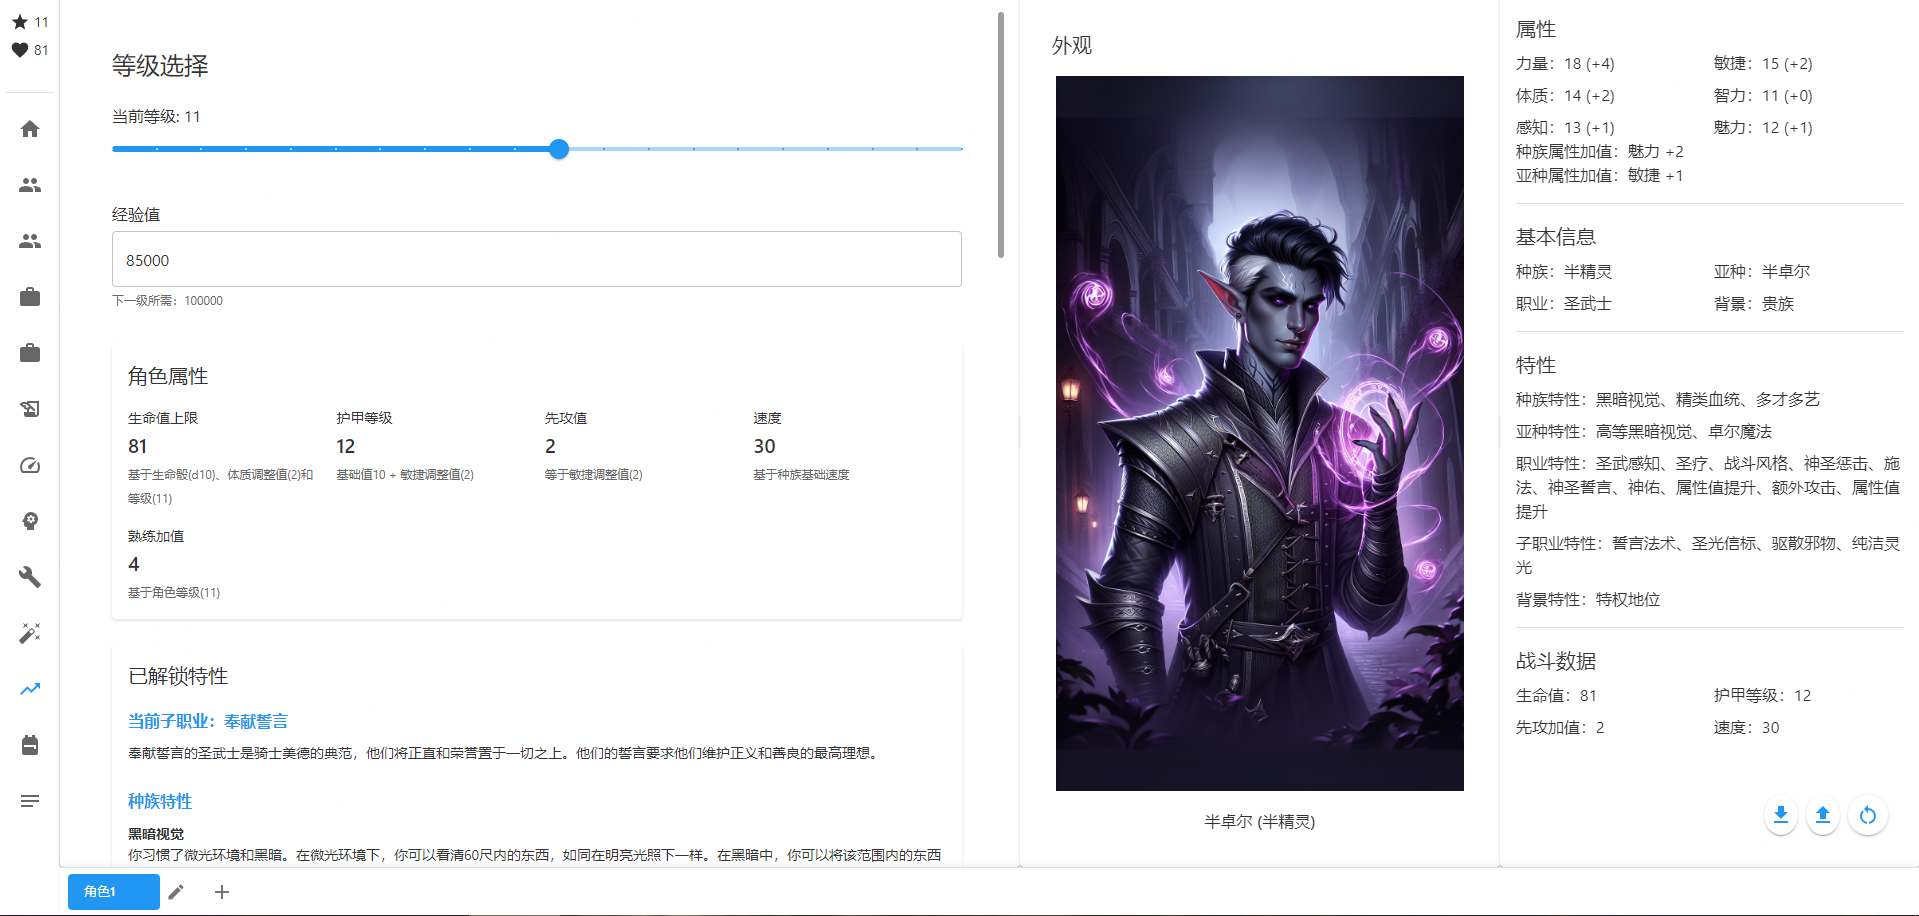 11
81
等级选择
当前等级: 11
经验值
85000
下一级所需：100000
角色属性
生命值上限
81
基于生命骰(d10)、体质调整值(2)和
等级(11)
护甲等级
12
基础值10 + 敏捷调整值(2)
先攻值
2
等于敏捷调整值(2)
速度
30
基于种族基础速度
熟练加值
4
基于角色等级(11)
已解锁特性
当前子职业：奉献誓言
奉献誓言的圣武士是骑士美德的典范，他们将正直和荣誉置于一切之上。他们的誓言要求他们维护正义和善良的最高理想。
种族特性
黑暗视觉
你习惯了微光环境和黑暗。在微光环境下，你可以看清60尺内的东西，如同在明亮光照下一样。在黑暗中，你可以将该范围内的东西
角色1
外观
半卓尔 (半精灵)
属性
力量：18 (+4)
敏捷：15 (+2)
体质：14 (+2)
智力：11 (+0)
感知：13 (+1)
魅力：12 (+1)
种族属性加值：魅力 +2
亚种属性加值：敏捷 +1
基本信息
种族：半精灵
亚种：半卓尔
职业：圣武士
背景：贵族
特性
种族特性：黑暗视觉、精类血统、多才多艺
亚种特性：高等黑暗视觉、卓尔魔法
职业特性：圣武感知、圣疗、战斗风格、神圣惩击、施
法、神圣誓言、神佑、属性值提升、额外攻击、属性值
提升
子职业特性：誓言法术、圣光信标、驱散邪物、纯洁灵
光
背景特性：特权地位
战斗数据
生命值：81
护甲等级：12
先攻加值：2
速度：30